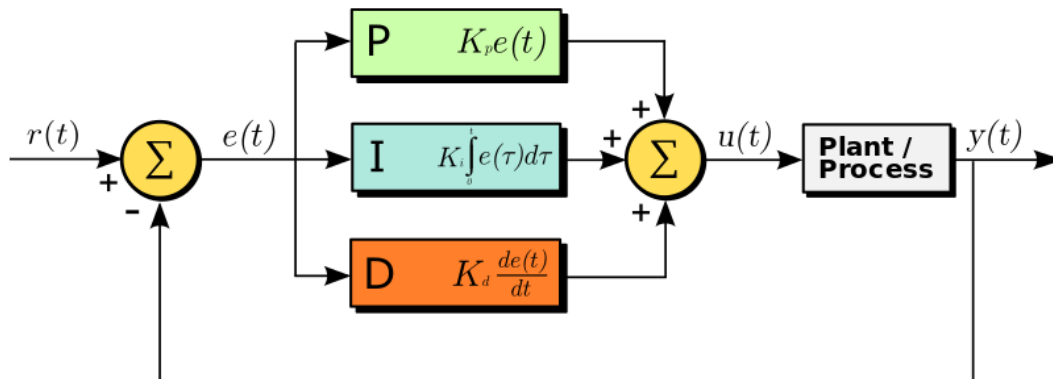 r(t)
+
-
Σ
e(t)
P K_p e(t)
I K_i ∫_0^t e(τ)dτ
D K_d de(t)/dt
+
+
+
Σ
u(t)
Plant /
Process
y(t)